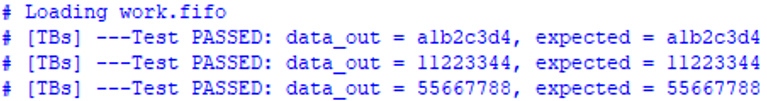 # Loading work.fifo
# [TBs] ---Test PASSED: data_out = a1b2c3d4, expected = a1b2c3d4
# [TBs] ---Test PASSED: data_out = 11223344, expected = 11223344
# [TBs] ---Test PASSED: data_out = 55667788, expected = 55667788